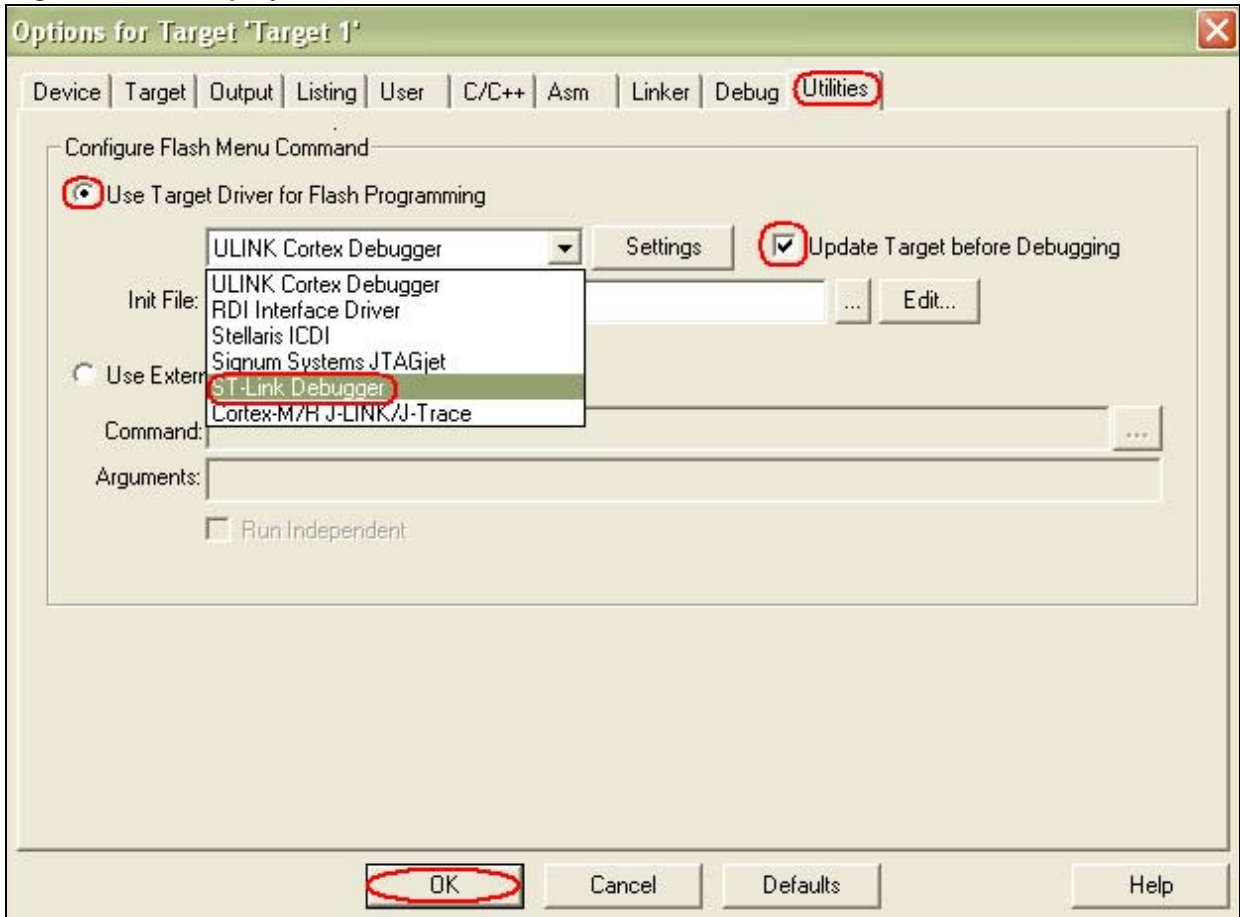 Options for Target 'Target 1'
Device Target Output Listing User C/C++ Asm Linker Debug Utilities
Configure Flash Menu Command
Use Target Driver for Flash Programming
ULINK Cortex Debugger Settings Update Target before Debugging
ULINK Cortex Debugger
Init File: ... Edit...
RDI Interface Driver
Stellaris ICDI
Signum Systems JTAGjet
Use Extern
ST-Link Debugger
Cortex-M/R J-LINK/J-Trace
Command: ...
Arguments:
Run Independent
OK Cancel Defaults Help